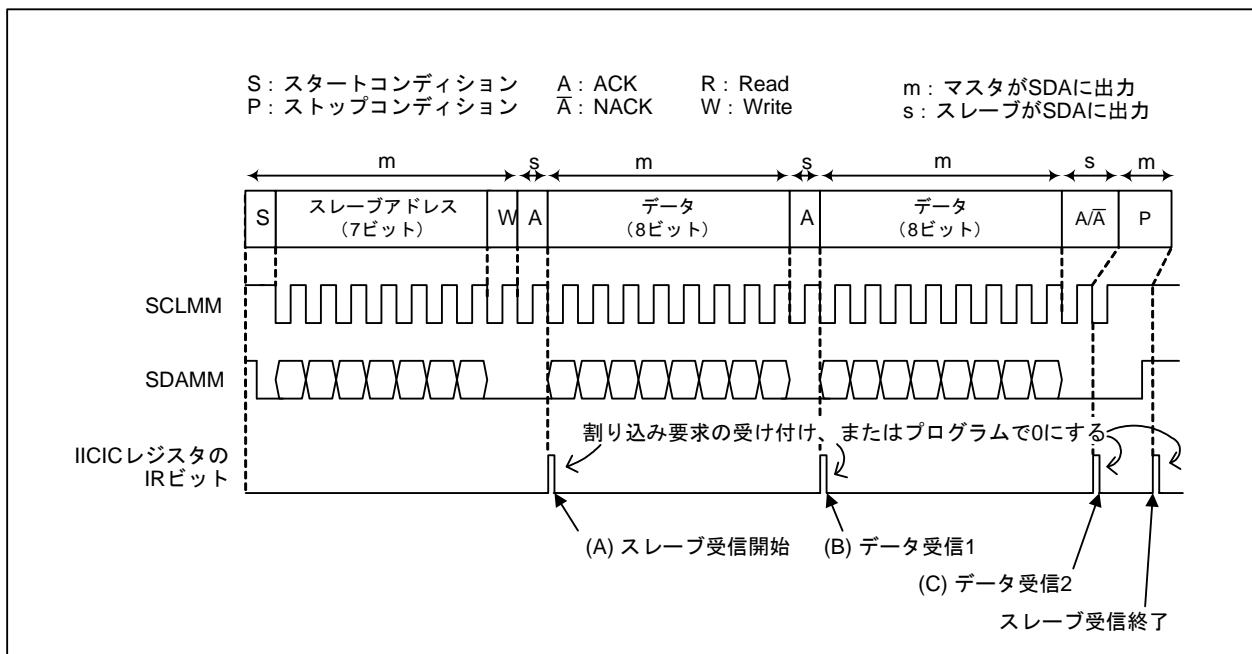 S：スタートコンディション　A：ACK　R：Read　m：マスタがSDAに出力
P：ストップコンディション　A̅：NACK　W：Write　s：スレーブがSDAに出力
m s m s m s m
S スレーブアドレス（7ビット） W A データ（8ビット） A データ（8ビット） A/A̅ P
SCLMM
SDAMM
割り込み要求の受け付け、またはプログラムで0にする
IICICレジスタの
IRビット
(A) スレーブ受信開始　(B) データ受信1
(C) データ受信2
スレーブ受信終了